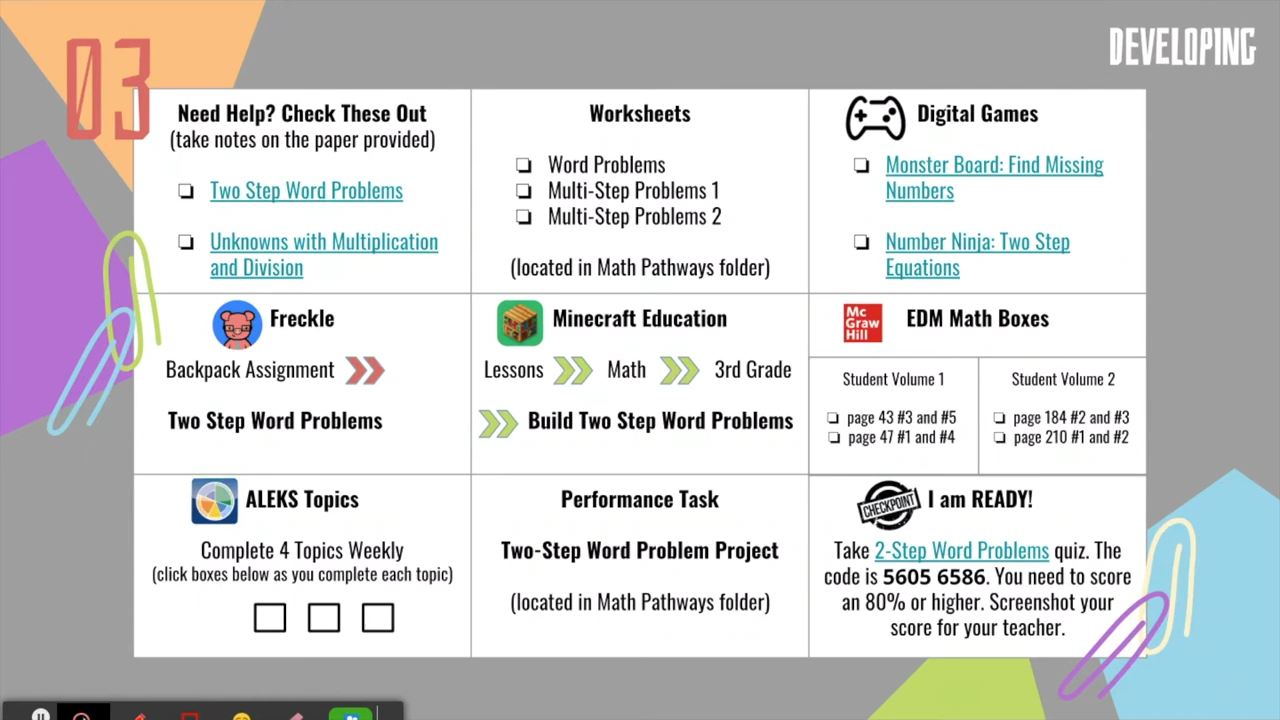 03
DEVELOPING
Need Help? Check These Out
(take notes on the paper provided)
❏ Two Step Word Problems
❏ Unknowns with Multiplication
and Division
Worksheets
❏ Word Problems
❏ Multi-Step Problems 1
❏ Multi-Step Problems 2
(located in Math Pathways folder)
Digital Games
❏ Monster Board: Find Missing
Numbers
❏ Number Ninja: Two Step
Equations
Freckle
Backpack Assignment
Two Step Word Problems
Minecraft Education
Lessons Math 3rd Grade
Build Two Step Word Problems
Mc
Graw
Hill
EDM Math Boxes
Student Volume 1
❏ page 43 #3 and #5
❏ page 47 #1 and #4
Student Volume 2
❏ page 184 #2 and #3
❏ page 210 #1 and #2
ALEKS Topics
Complete 4 Topics Weekly
(click boxes below as you complete each topic)
Performance Task
Two-Step Word Problem Project
(located in Math Pathways folder)
CHECKPOINT
I am READY!
Take 2-Step Word Problems quiz. The
code is 5605 6586. You need to score
an 80% or higher. Screenshot your
score for your teacher.